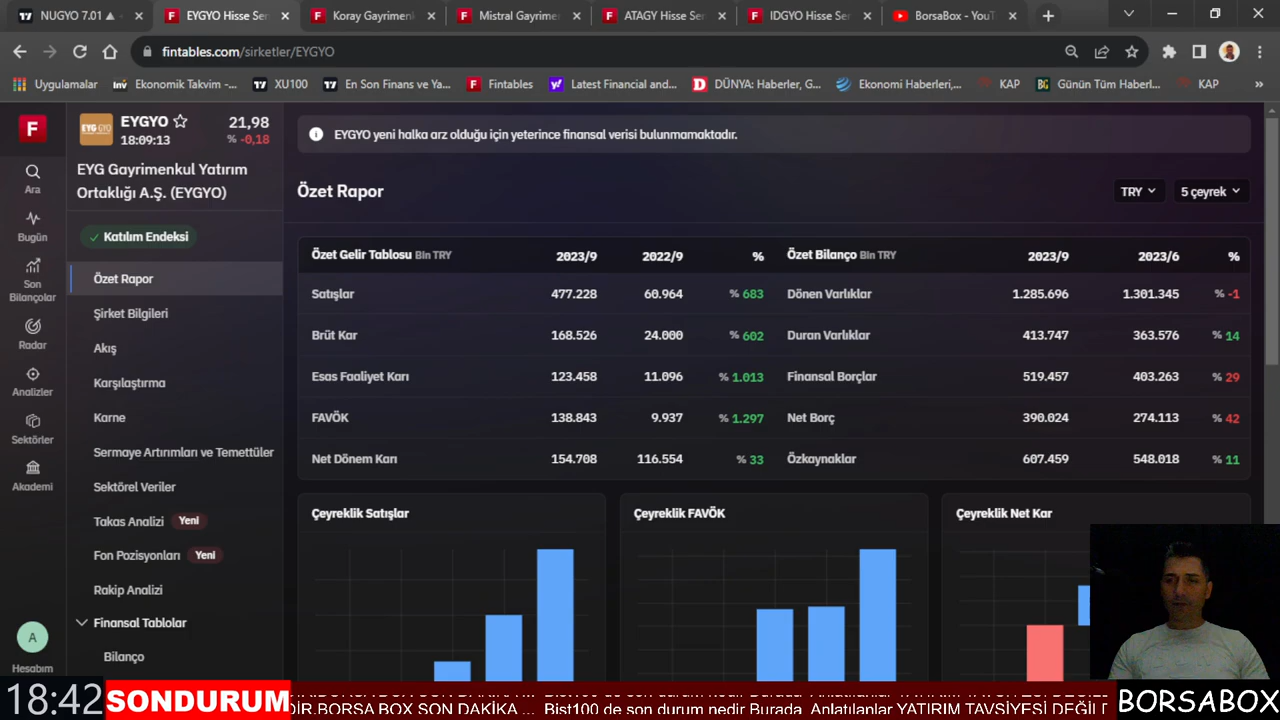 NUGYO 7.01
EYGYO Hisse Sen
Koray Gayrimenk
Mistral Gayrime
ATAGY Hisse Se
IDGYO Hisse Se
BorsaBox - YouT
fintables.com/sirketler/EYGYO
Uygulamalar
Ekonomik Takvim -...
XU100
En Son Finans ve Ya...
Fintables
Latest Financial and...
DÜNYA: Haberler, G...
Ekonomi Haberleri,...
KAP
Günün Tüm Haberl...
KAP
Ara
Bugün
Son Bilançolar
Radar
Analizler
Sektörler
Akademi
A
Hesabım
EYG GYO
EYGYO 21,98
18:09:13 % -0,18
EYG Gayrimenkul Yatırım
Ortaklığı A.Ş. (EYGYO)
Katılım Endeksi
Özet Rapor
Şirket Bilgileri
Akış
Karşılaştırma
Karne
Sermaye Artırımları ve Temettüler
Sektörel Veriler
Takas Analizi Yeni
Fon Pozisyonları Yeni
Rakip Analizi
Finansal Tablolar
Bilanço
EYGYO yeni halka arz olduğu için yeterince finansal verisi bulunmamaktadır.
Özet Rapor TRY 5 çeyrek
Özet Gelir Tablosu Bin TRY 2023/9 2022/9 %
Satışlar 477.228 60.964 % 683
Brüt Kar 168.526 24.000 % 602
Esas Faaliyet Karı 123.458 11.096 % 1.013
FAVÖK 138.843 9.937 % 1.297
Net Dönem Karı 154.708 116.554 % 33
Özet Bilanço Bin TRY 2023/9 2023/6 %
Dönen Varlıklar 1.285.696 1.301.345 % -1
Duran Varlıklar 413.747 363.576 % 14
Finansal Borçlar 519.457 403.263 % 29
Net Borç 390.024 274.113 % 42
Özkaynaklar 607.459 548.018 % 11
Çeyreklik Satışlar
Çeyreklik FAVÖK
Çeyreklik Net Kar
18:42 SONDURUM
DİR.BORSA BOX SON DAKİKA ... Bist100 de son durum nedir Burada Anlatılanlar YATIRIM TAVSİYESİ DEĞİL
BORSABOX